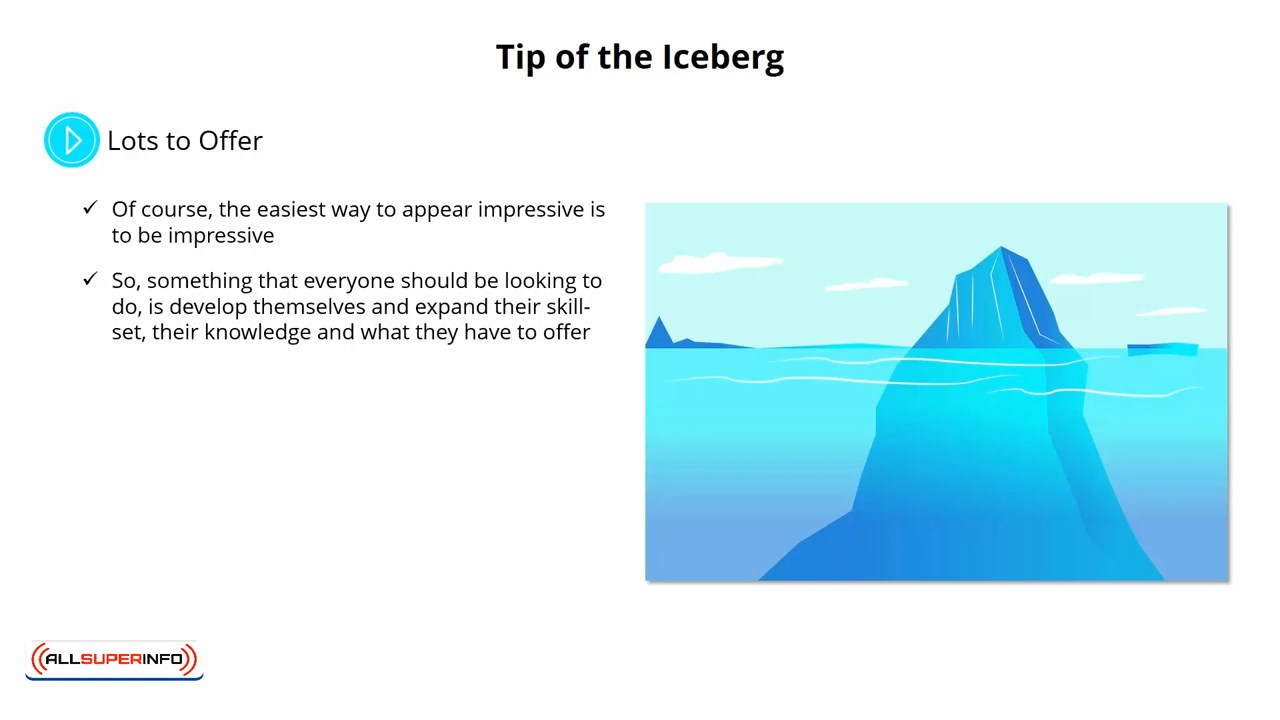 Tip of the Iceberg
Lots to Offer
Of course, the easiest way to appear impressive is
to be impressive
So, something that everyone should be looking to
do, is develop themselves and expand their skill-
set, their knowledge and what they have to offer
ALLSUPERINFO